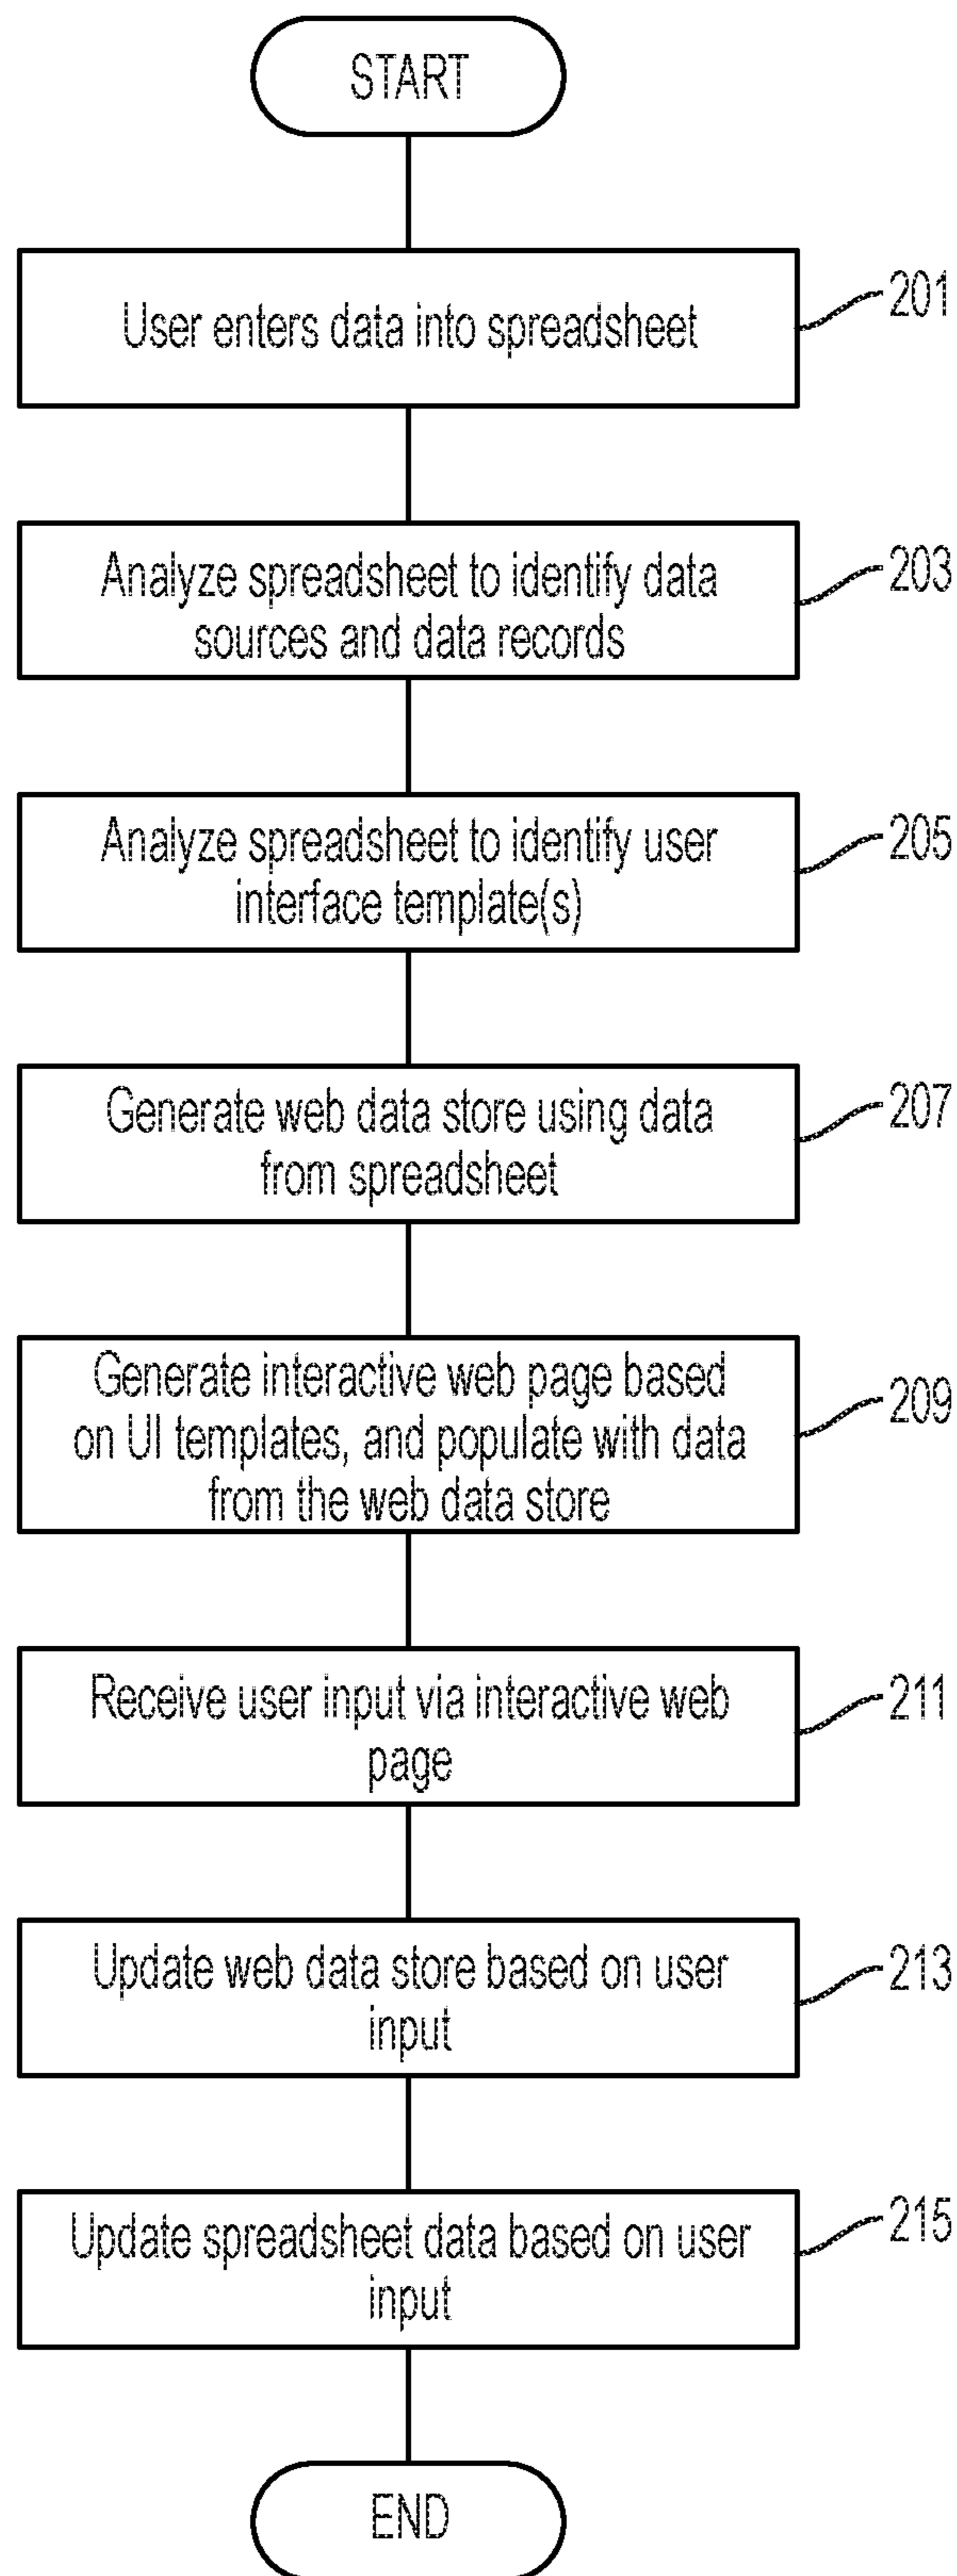 START
User enters data into spreadsheet
201
Analyze spreadsheet to identify data
sources and data records
203
Analyze spreadsheet to identify user
interface template(s)
205
Generate web data store using data
from spreadsheet
207
Generate interactive web page based
on UI templates, and populate with data
from the web data store
209
Receive user input via interactive web
page
211
Update web data store based on user
input
213
Update spreadsheet data based on user
input
215
END